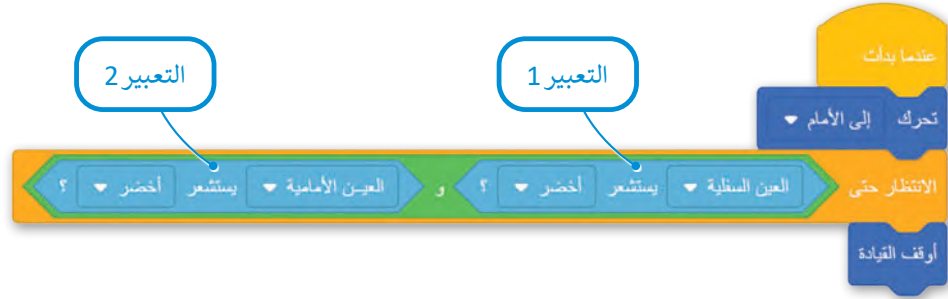 التعبير 1
التعبير 2
عندما بدأت
تحرك إلى الأمام
الانتظار حتى العين السفلية يستشعر أخضر ؟ و العيـن الأمامية يستشعر أخضر ؟
أوقف القيادة